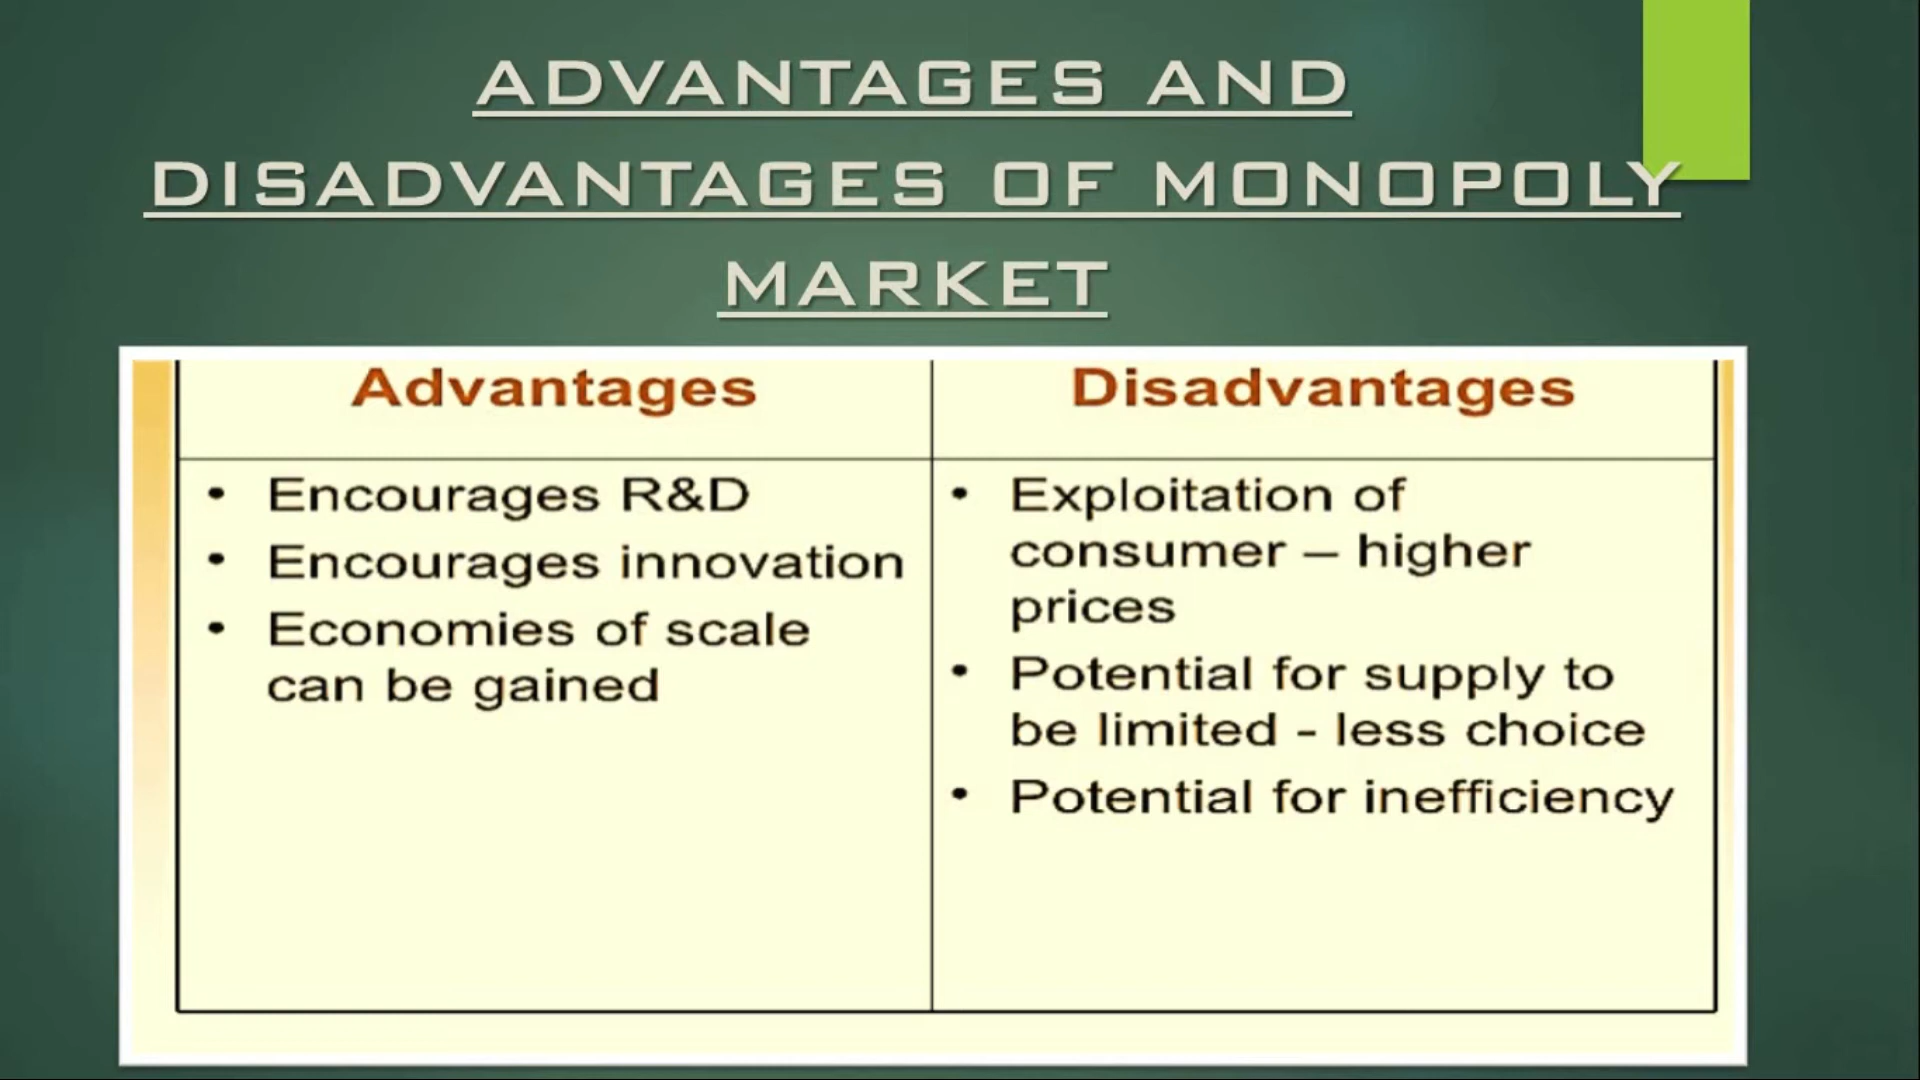 ADVANTAGES AND
DISADVANTAGES OF MONOPOLY
MARKET
Advantages
• Encourages R&D
• Encourages innovation
• Economies of scale
can be gained
Disadvantages
• Exploitation of
consumer – higher
prices
• Potential for supply to
be limited - less choice
• Potential for inefficiency